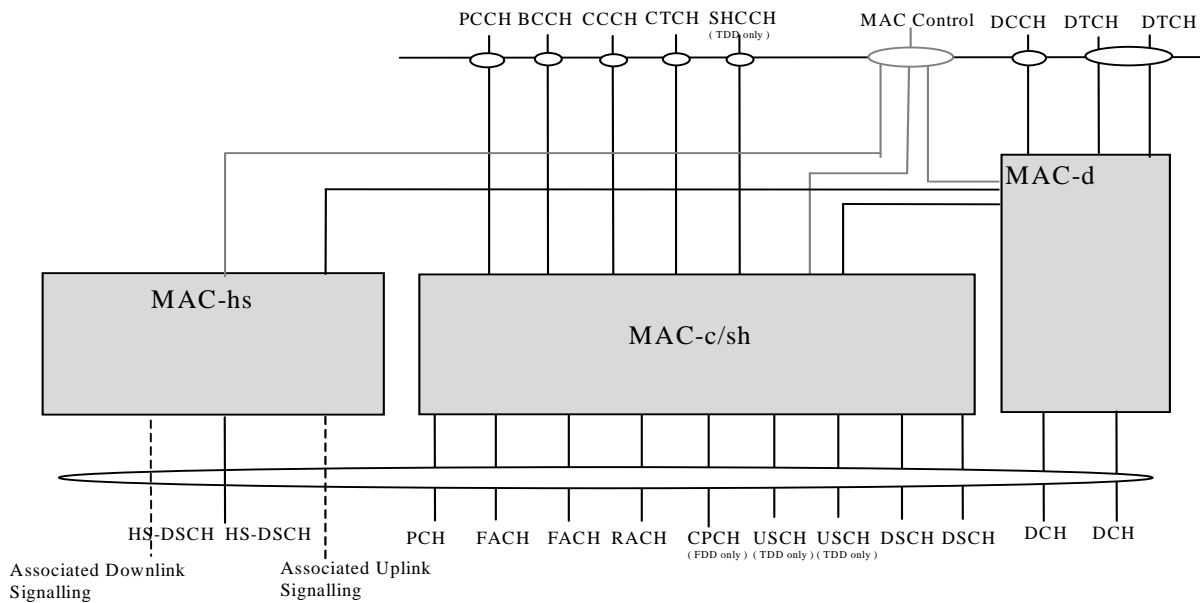 PCCH BCCH CCCH CTCH SHCCH MAC Control DCCH DTCH DTCH
( TDD only )
MAC-d
MAC-hs
MAC-c/sh
HS-DSCH HS-DSCH PCH FACH FACH RACH CPCH USCH USCH DSCH DSCH DCH DCH
( FDD only ) ( TDD only ) ( TDD only )
Associated Downlink
Signalling
Associated Uplink
Signalling